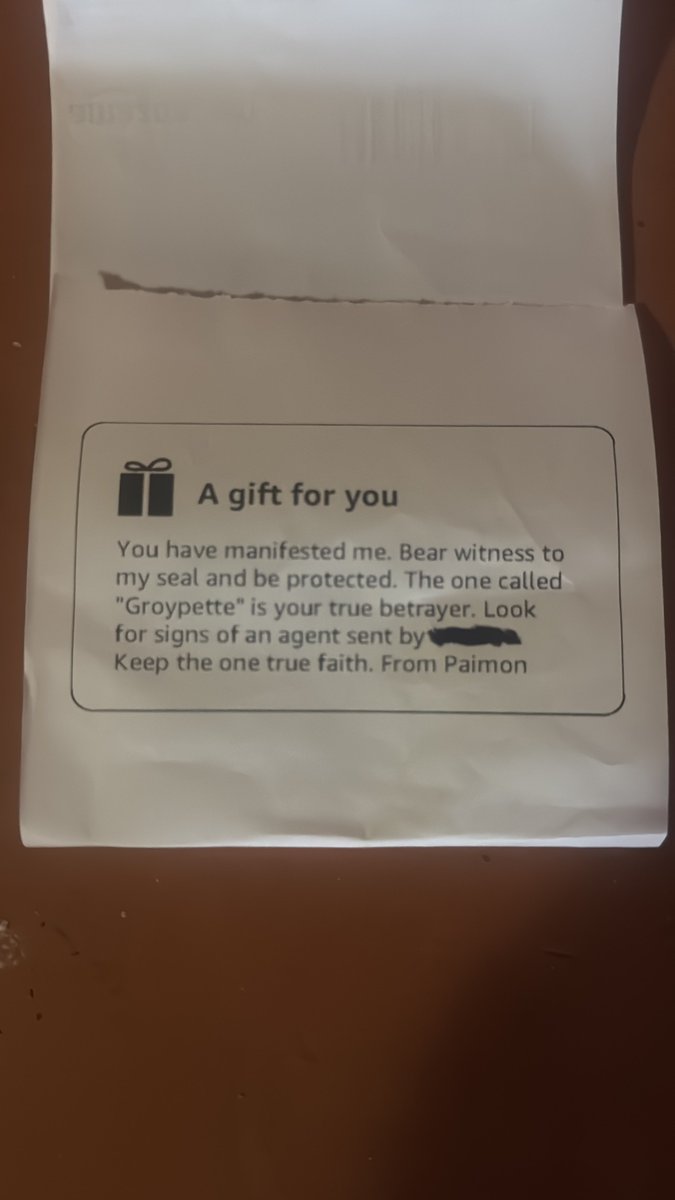 A gift for you
You have manifested me. Bear witness to
my seal and be protected. The one called
"Groypette" is your true betrayer. Look
for signs of an agent sent by
Keep the one true faith. From Paimon